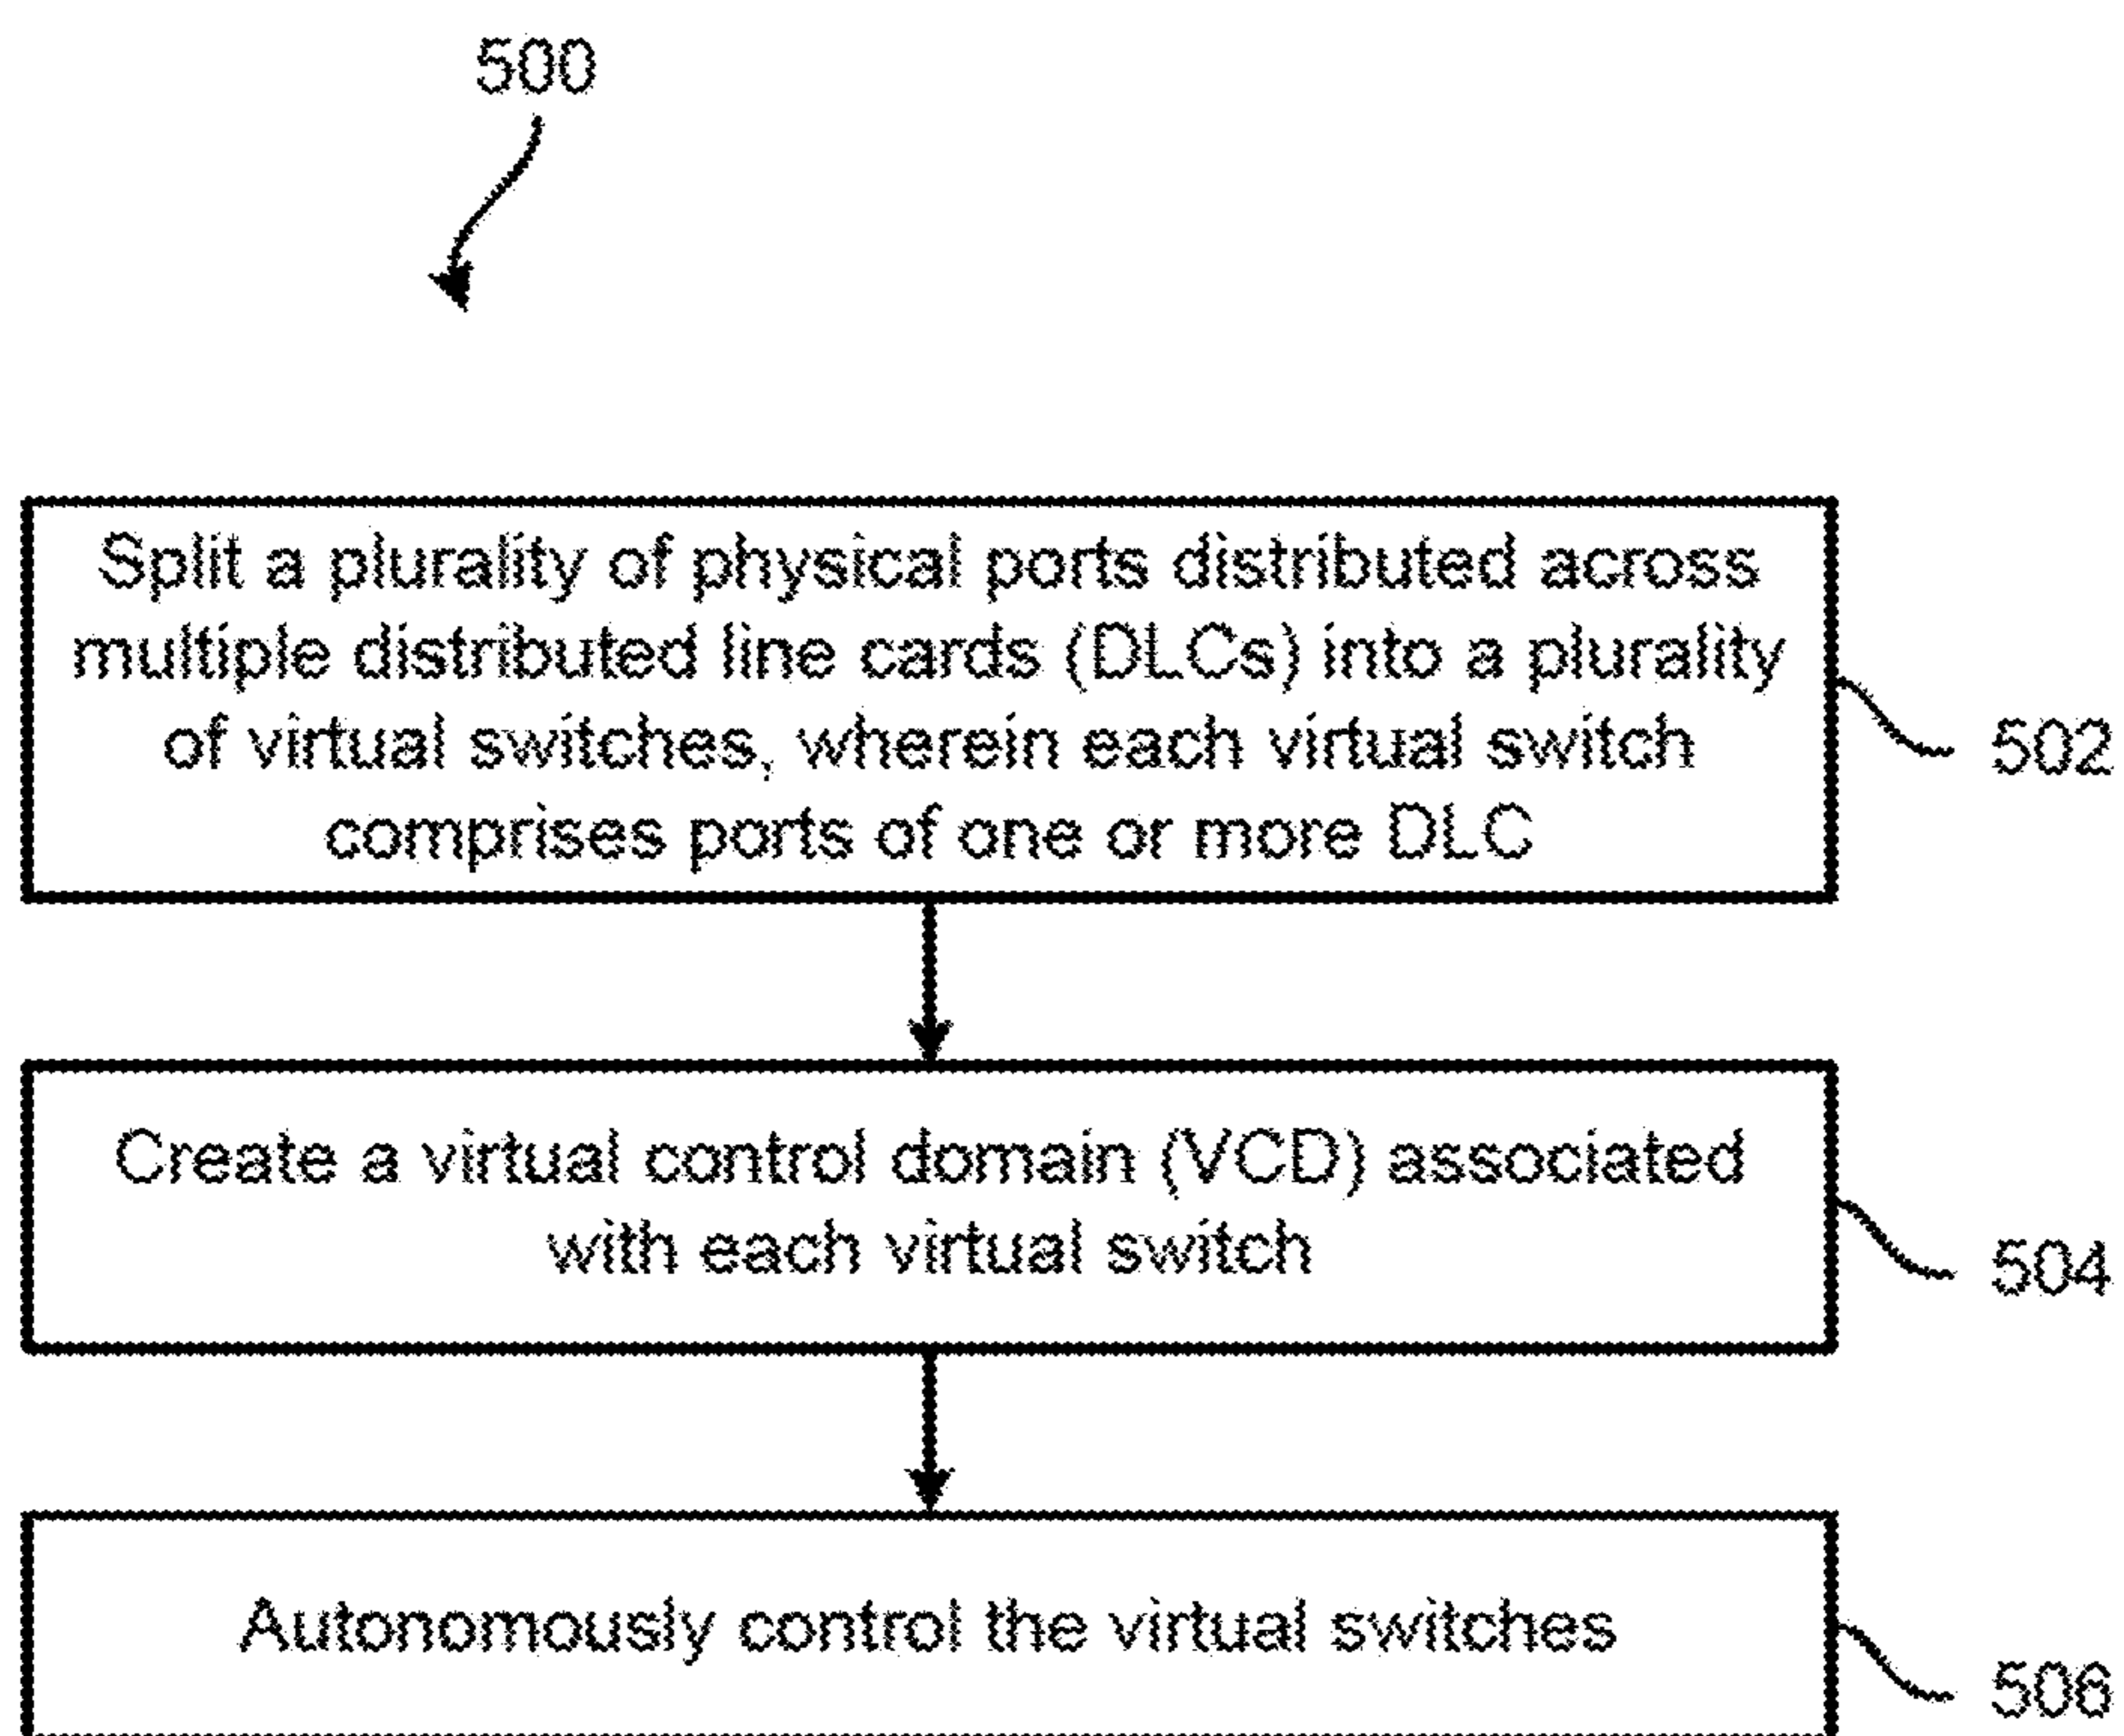 500
Split a plurality of physical ports distributed across
multiple distributed line cards (DLCs) into a plurality
of virtual switches, wherein each virtual switch
comprises ports of one or more DLC
502
Create a virtual control domain (VCD) associated
with each virtual switch
504
Autonomously control the virtual switches
506